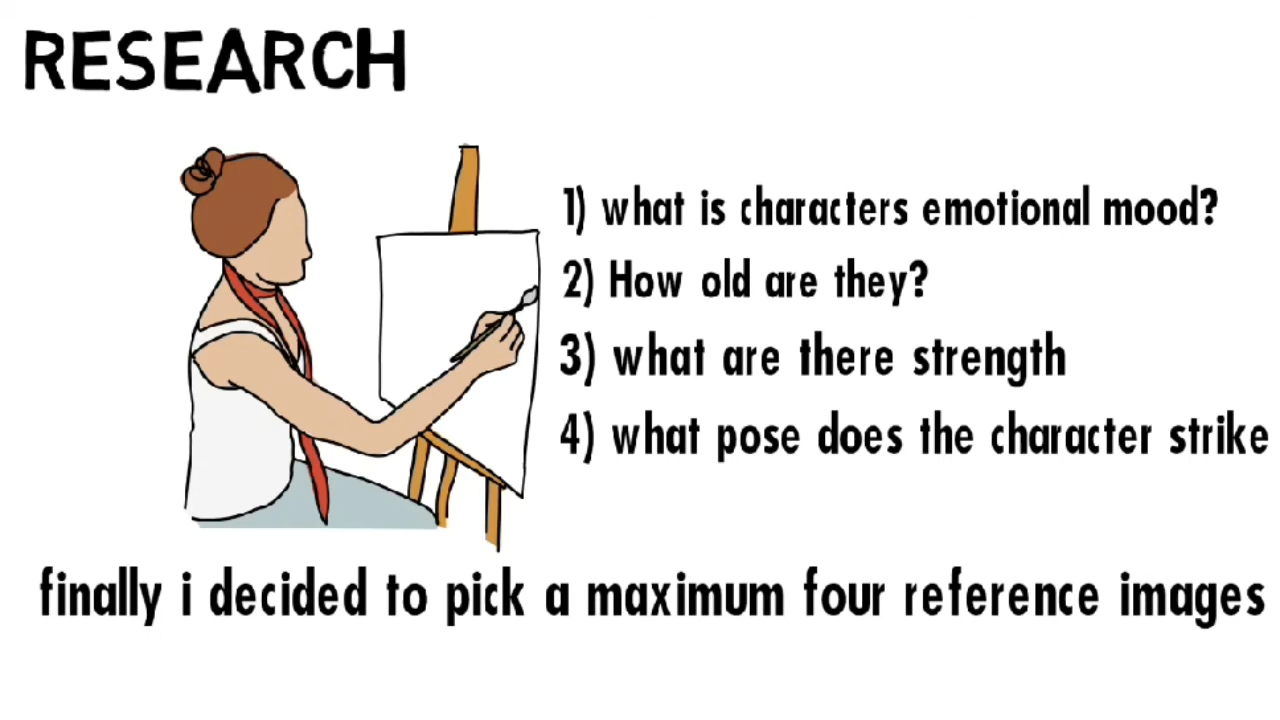 RESEARCH
1) what is characters emotional mood?
2) How old are they?
3) what are there strength
4) what pose does the character strike
finally i decided to pick a maximum four reference images